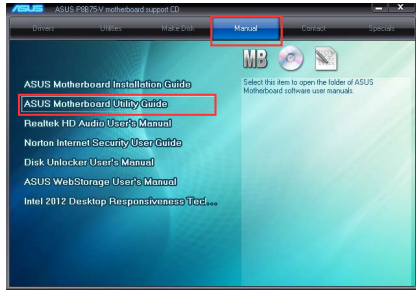 ASUS ASUS P8B75-V motherboard support CD
Drivers Utilities Make Disk Manual Contact Specials
MB
Select this item to open the folder of ASUS
Motherboard software user manuals.
ASUS Motherboard Installation Guide
ASUS Motherboard Utility Guide
Realtek HD Audio User's Manual
Norton Internet Security User Guide
Disk Unlocker User's Manual
ASUS WebStorage User's Manual
Intel 2012 Desktop Responsiveness Tecl...